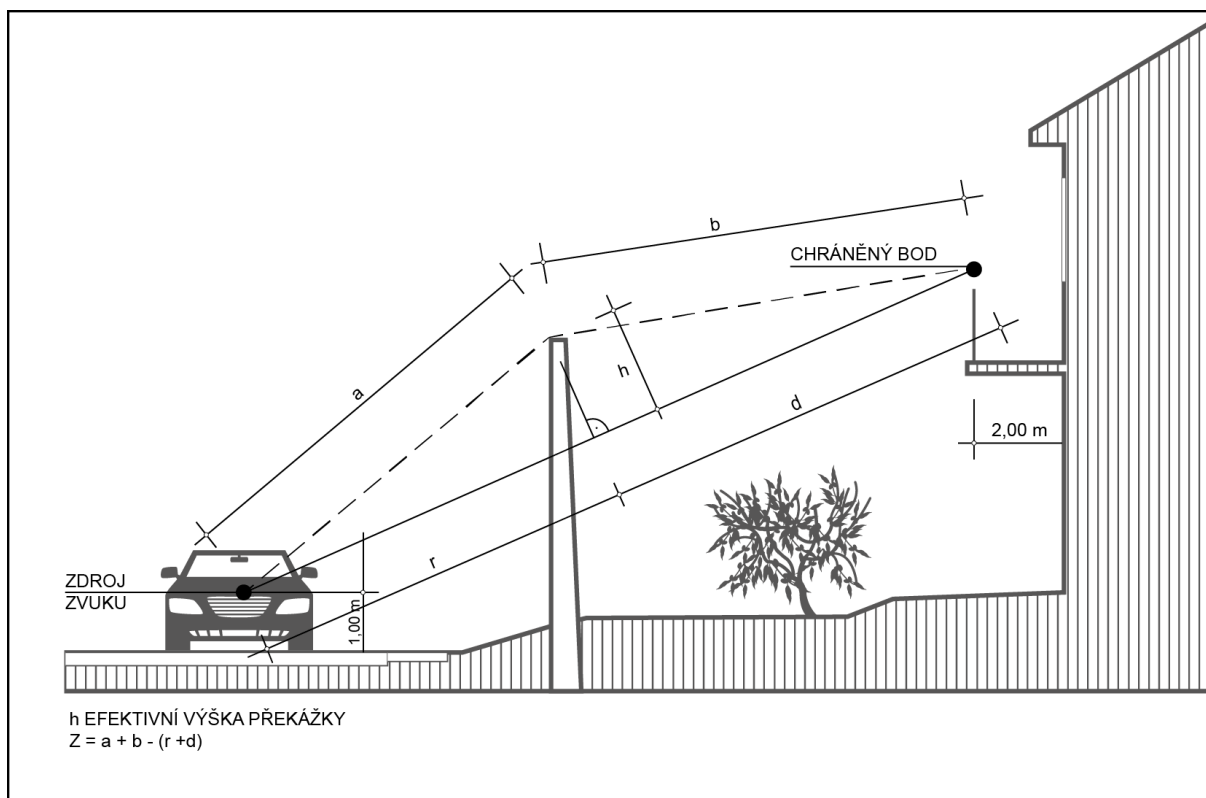 b
CHRÁNĚNÝ BOD
a
h
d
2,00 m
r
ZDROJ
ZVUKU
1,00 m
h EFEKTIVNÍ VÝŠKA PŘEKÁŽKY
Z = a + b - (r +d)